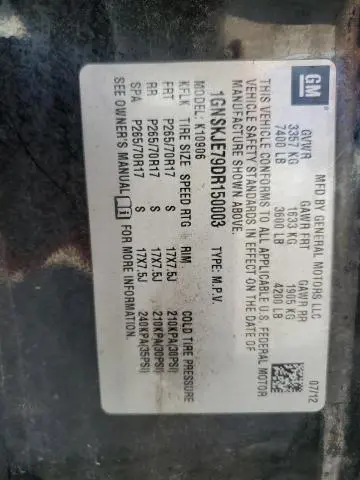 GM
MFD BY GENERAL MOTORS LLC
07/12
GVWR
GAWR FRT
GAWR RR
3357 KG
1633 KG
1905 KG
7400 LB
3600 LB
4200 LB
THIS VEHICLE CONFORMS TO ALL APPLICABLE U.S. FEDERAL MOTOR
VEHICLE SAFETY STANDARDS IN EFFECT ON THE DATE OF
MANUFACTURE SHOWN ABOVE.
1GNSKJE79DR150003 TYPE: M.P.V.
MODEL: K10906
KFLK TIRE SIZE SPEED RTG RIM COLD TIRE PRESSURE
FRT P265/70R17 S 17X7.5J 210KPA(30PSI)
RR P265/70R17 S 17X7.5J 210KPA(30PSI)
SPA P265/70R17 S 17X7.5J 240KPA(35PSI)
SEE OWNER'S MANUAL FOR MORE INFORMATION.